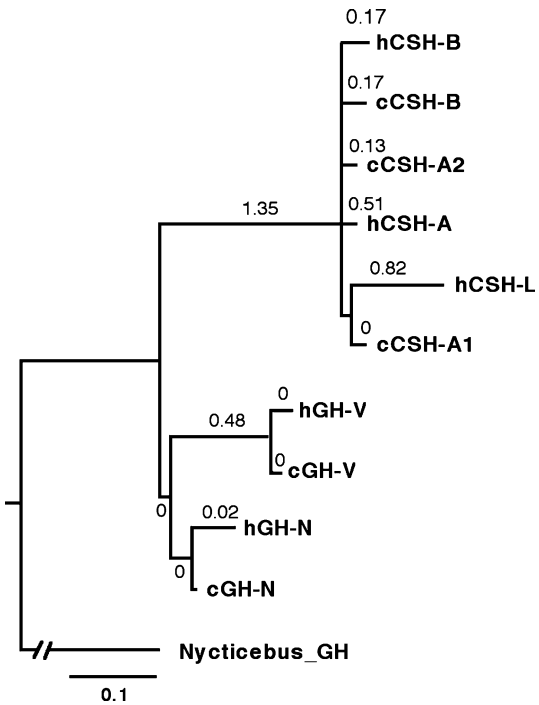 0.17
hCSH-B
0.17
cCSH-B
0.13
cCSH-A2
1.35
0.51
hCSH-A
0.82
hCSH-L
0
cCSH-A1
0
hGH-V
0.48
0
cGH-V
0
0.02
hGH-N
0
cGH-N
Nycticebus_GH
0.1